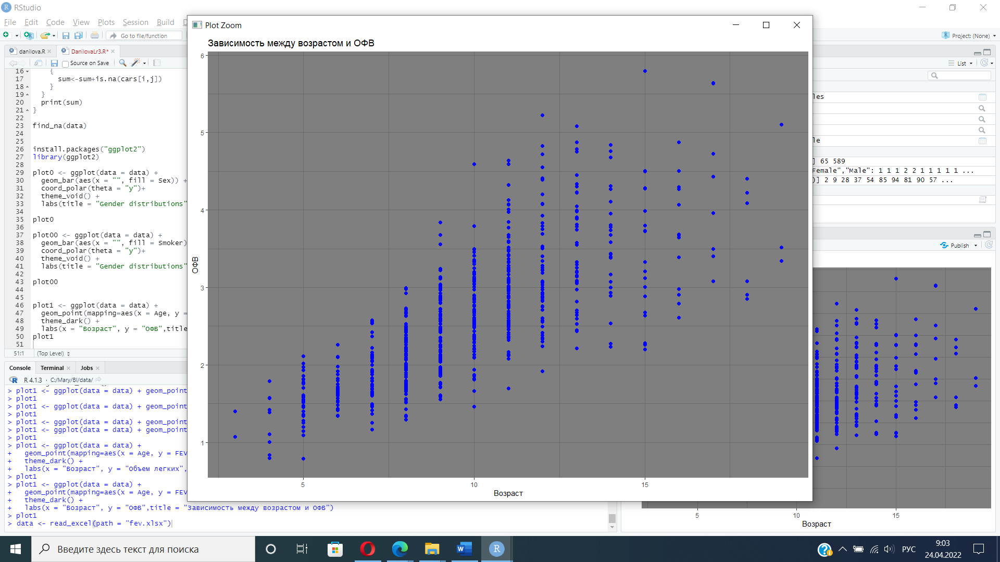 RStudio
File Edit Code View Plots Session Build D
Go to file/function
Project: (None)
danilova.R
DanilovaLr3.R*
Source on Save
16 {
17 sum<-sum+is.na(cars[i,j])
18 }
19 }
20 print(sum)
21 }
22
23 find_na(data)
24
25
26 install.packages("ggplot2")
27 library(ggplot2)
28
29 plot0 <- ggplot(data = data) +
30 geom_bar(aes(x = "", fill = Sex)) +
31 coord_polar(theta = "y")+
32 theme_void() +
33 labs(title = "Gender distributions"
34
35 plot0
36
37 plot00 <- ggplot(data = data) +
38 geom_bar(aes(x = "", fill = Smoker)
39 coord_polar(theta = "y")+
40 theme_void() +
41 labs(title = "Gender distributions"
42
43 plot00
44
45
46 plot1 <- ggplot(data = data) +
47 geom_point(mapping=aes(x = Age, y =
48 theme_dark() +
49 labs(x = "Возраст", y = "ОФВ",title
50 plot1
51
51:1 (Top Level)
Console Terminal Jobs
R 4.1.3 · C:/Mary/BI/data/
> plot1 <- ggplot(data = data) + geom_point
> plot1
> plot1 <- ggplot(data = data) + geom_point
> plot1
> plot1 <- ggplot(data = data) + geom_point
> plot1 <- ggplot(data = data) + geom_point
> plot1
> plot1 <- ggplot(data = data) +
+ geom_point(mapping=aes(x = Age, y = FEV
+ theme_dark() +
+ labs(x = "Возраст", y = "Объем легких",
> plot1
> plot1 <- ggplot(data = data) +
+ geom_point(mapping=aes(x = Age, y = FEV
+ theme_dark() +
+ labs(x = "Возраст", y = "ОФВ",title = "Зависимость между возрастом и ОФВ")
> plot1
> data <- read_excel(path = "fev.xlsx")
Plot Zoom
Зависимость между возрастом и ОФВ
6
5
4
3
2
1
ОФВ
5 10 15
Возраст
List
les
le
] 65 589
Female","Male": 1 1 1 2 2 1 1 1 1 1 ...
)] 2 9 28 37 54 85 94 81 90 57 ...
Publish
5 10 15
Возраст
Введите здесь текст для поиска
РУС
9:03
24.04.2022